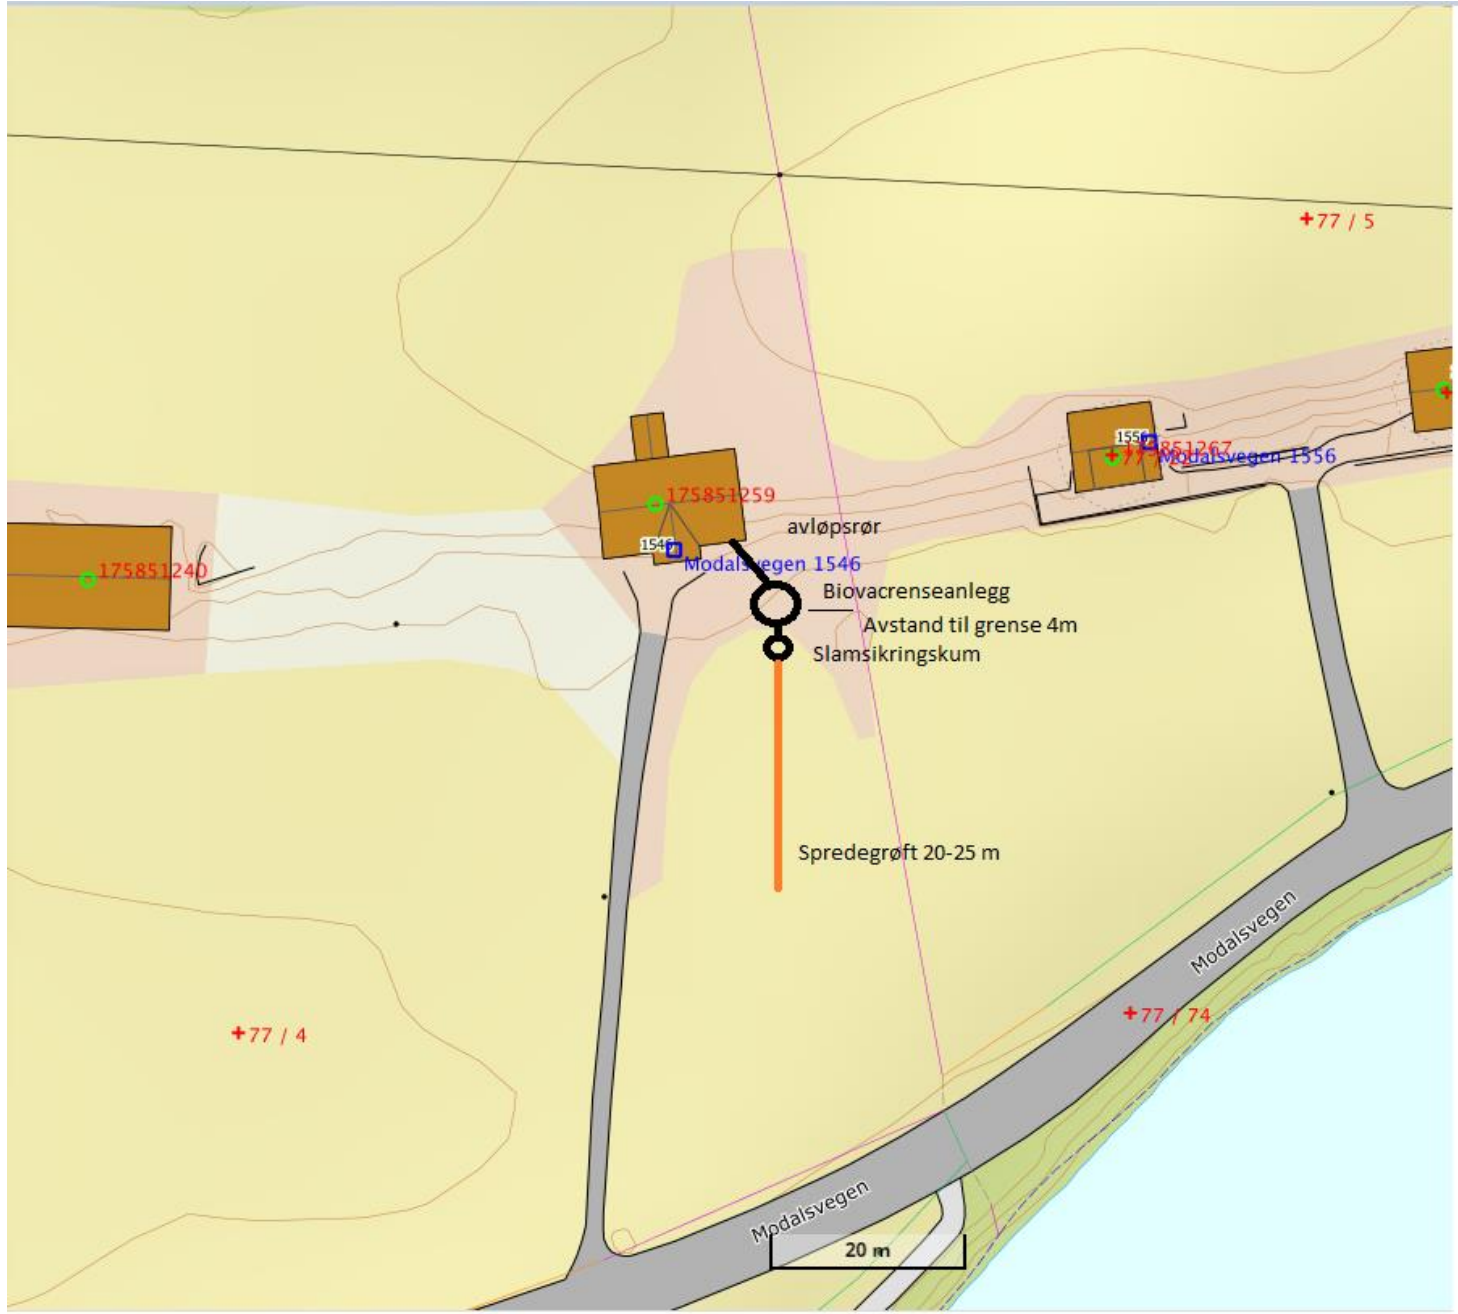 77 / 5
1556
175851267
Modalsvegen 1556
175851259
avløpsrør
1546
Modalsvegen 1546
175851240
Biovacrenseanlegg
Avstand til grense 4m
Slamsikringskum
Spredegrøft 20-25 m
Modalsvegen
77 / 74
77 / 4
Modalsvegen
20 m